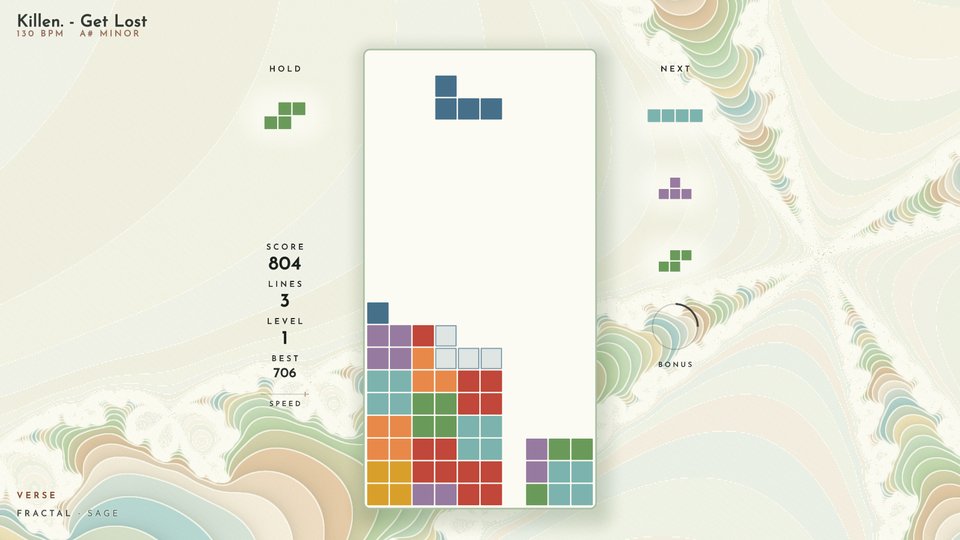 Killen. - Get Lost
130 BPM A# MINOR
HOLD
NEXT
SCORE
804
LINES
3
LEVEL
1
BEST
706
SPEED
BONUS
VERSE
FRACTAL · SAGE